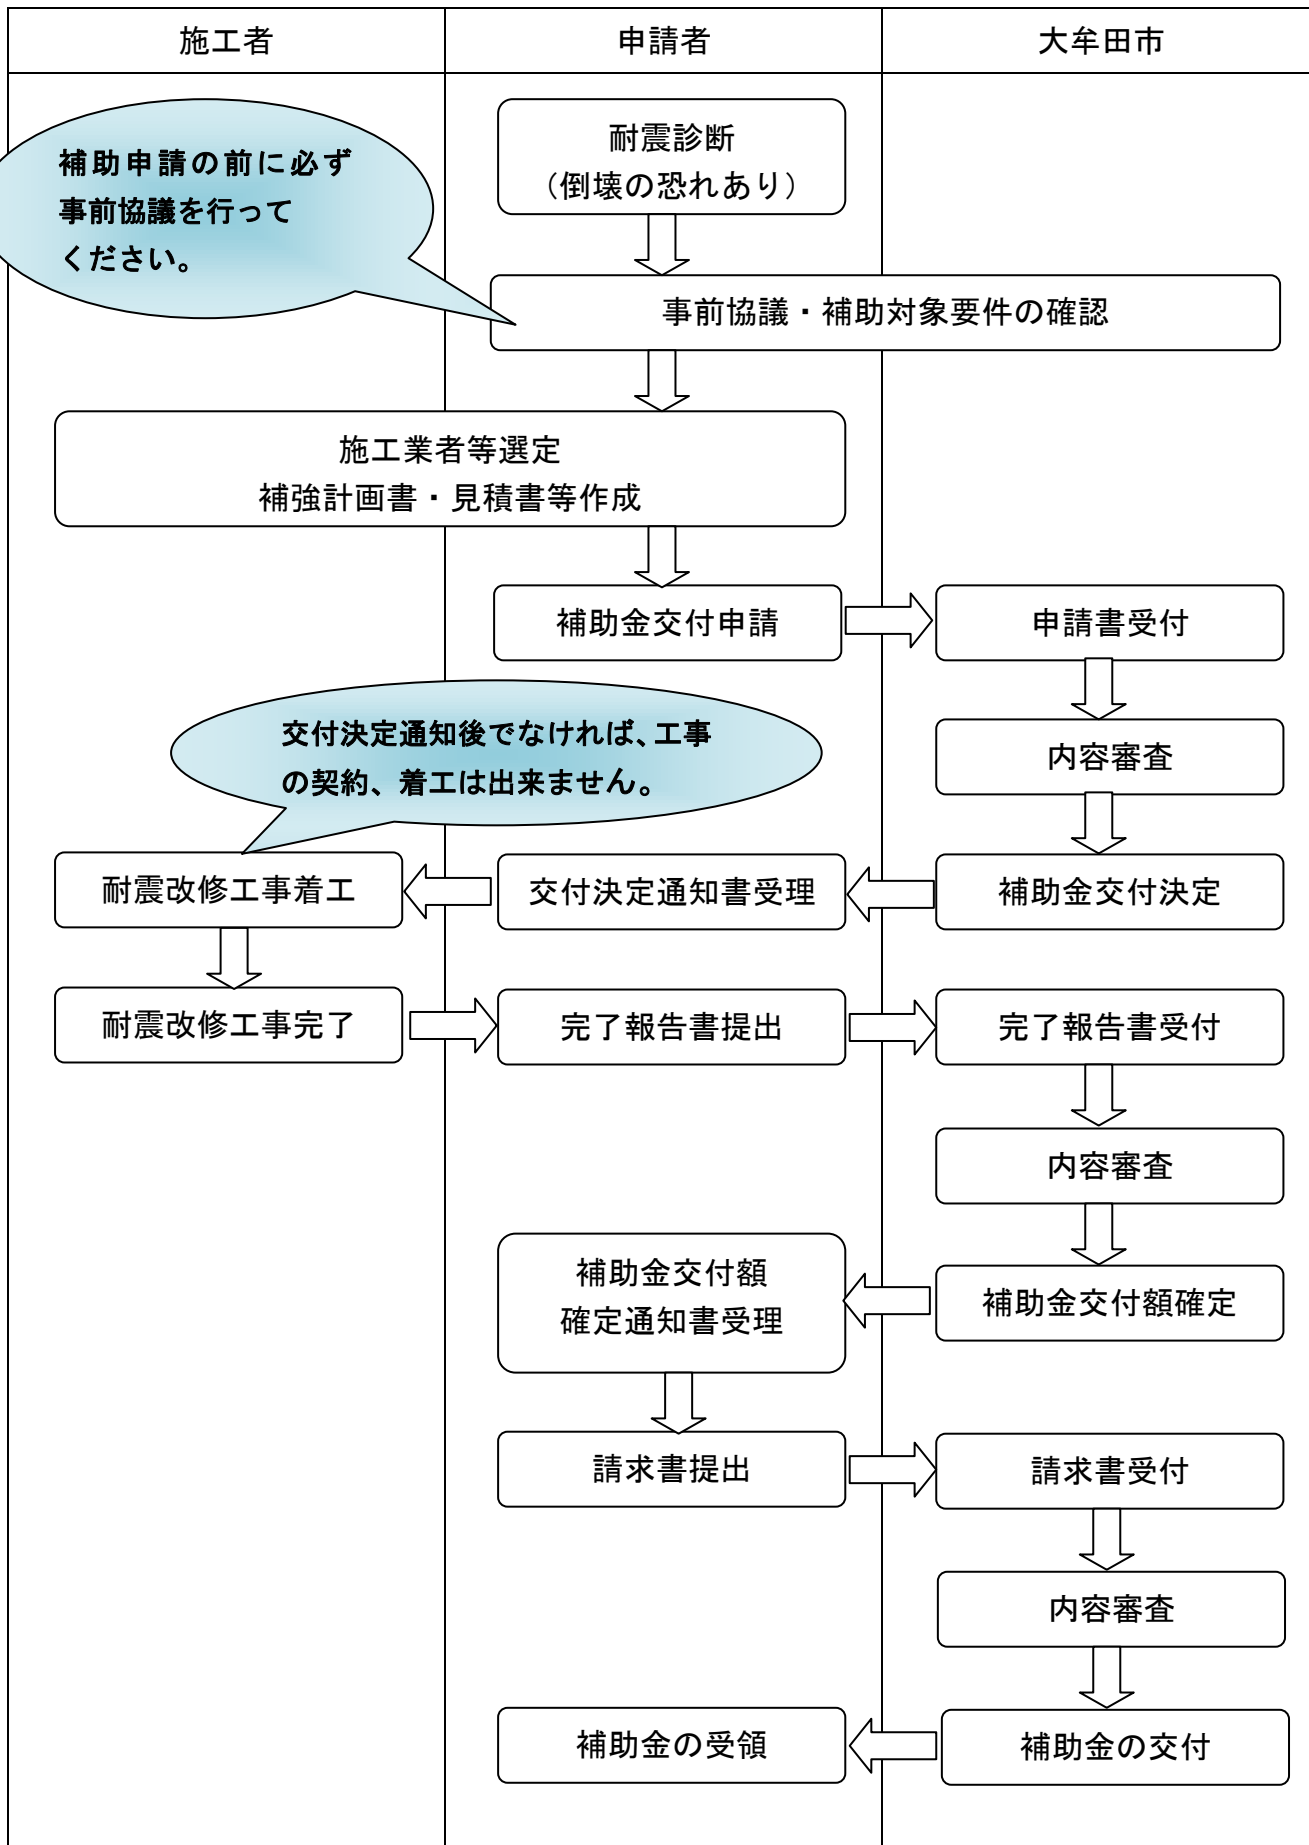 施工者
申請者
大牟田市
耐震診断
（倒壊の恐れあり）
補助申請の前に必ず
事前協議を行って
ください。
事前協議・補助対象要件の確認
施工業者等選定
補強計画書・見積書等作成
補助金交付申請
申請書受付
内容審査
交付決定通知後でなければ、工事
の契約、着工は出来ません。
耐震改修工事着工
交付決定通知書受理
補助金交付決定
耐震改修工事完了
完了報告書提出
完了報告書受付
内容審査
補助金交付額
確定通知書受理
補助金交付額確定
請求書提出
請求書受付
内容審査
補助金の受領
補助金の交付